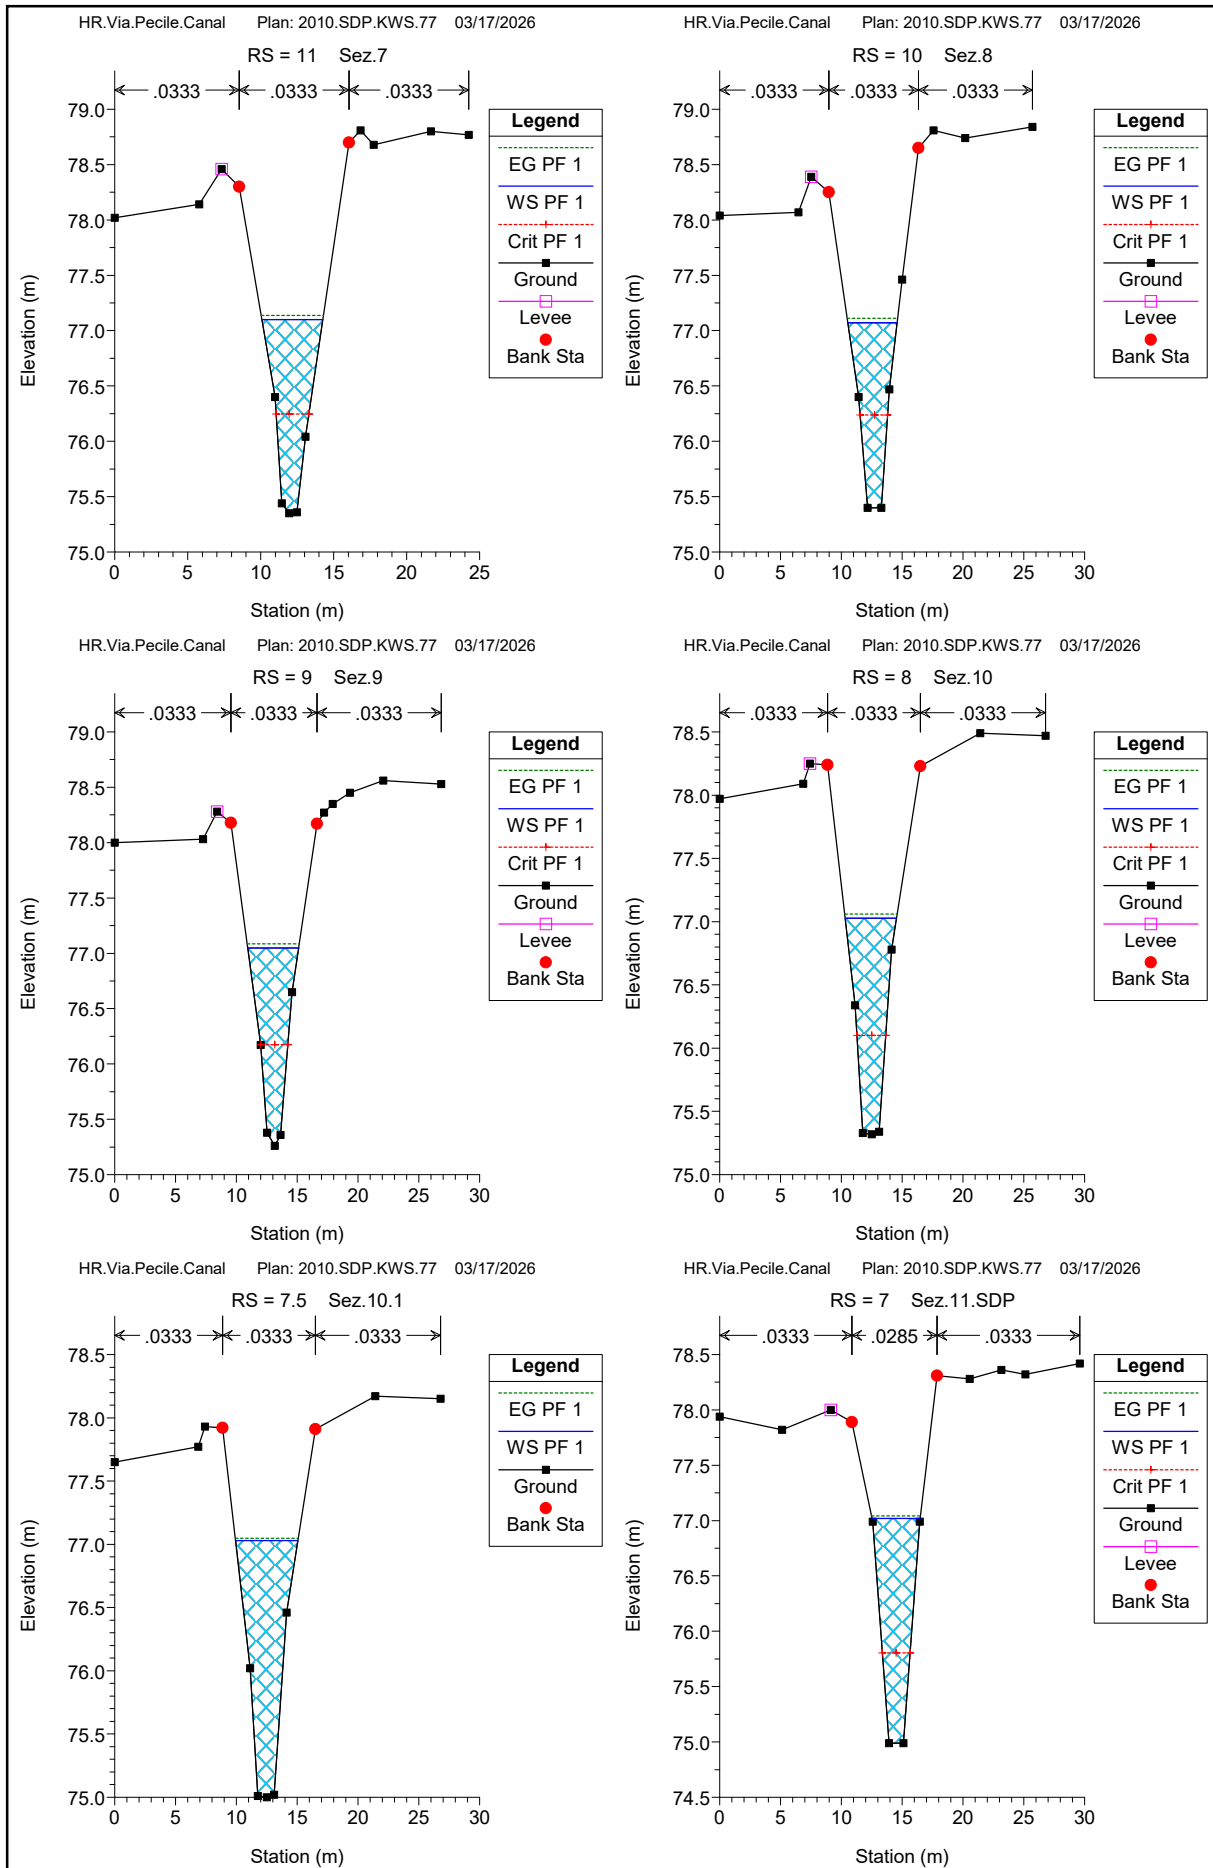 HR.Via.Pecile.Canal Plan: 2010.SDP.KWS.77 03/17/2026
RS = 11 Sez.7
.0333 .0333 .0333
79.0
78.5
78.0
77.5
77.0
76.5
76.0
75.5
75.0
Elevation (m)
0 5 10 15 20 25
Station (m)
Legend
EG PF 1
WS PF 1
Crit PF 1
Ground
Levee
Bank Sta
HR.Via.Pecile.Canal Plan: 2010.SDP.KWS.77 03/17/2026
RS = 10 Sez.8
.0333 .0333 .0333
79.0
78.5
78.0
77.5
77.0
76.5
76.0
75.5
75.0
Elevation (m)
0 5 10 15 20 25 30
Station (m)
Legend
EG PF 1
WS PF 1
Crit PF 1
Ground
Levee
Bank Sta
HR.Via.Pecile.Canal Plan: 2010.SDP.KWS.77 03/17/2026
RS = 9 Sez.9
.0333 .0333 .0333
79.0
78.5
78.0
77.5
77.0
76.5
76.0
75.5
75.0
Elevation (m)
0 5 10 15 20 25 30
Station (m)
Legend
EG PF 1
WS PF 1
Crit PF 1
Ground
Levee
Bank Sta
HR.Via.Pecile.Canal Plan: 2010.SDP.KWS.77 03/17/2026
RS = 8 Sez.10
.0333 .0333 .0333
78.5
78.0
77.5
77.0
76.5
76.0
75.5
75.0
Elevation (m)
0 5 10 15 20 25 30
Station (m)
Legend
EG PF 1
WS PF 1
Crit PF 1
Ground
Levee
Bank Sta
HR.Via.Pecile.Canal Plan: 2010.SDP.KWS.77 03/17/2026
RS = 7.5 Sez.10.1
.0333 .0333 .0333
78.5
78.0
77.5
77.0
76.5
76.0
75.5
75.0
Elevation (m)
0 5 10 15 20 25 30
Station (m)
Legend
EG PF 1
WS PF 1
Ground
Bank Sta
HR.Via.Pecile.Canal Plan: 2010.SDP.KWS.77 03/17/2026
RS = 7 Sez.11.SDP
.0333 .0285 .0333
78.5
78.0
77.5
77.0
76.5
76.0
75.5
75.0
74.5
Elevation (m)
0 5 10 15 20 25 30
Station (m)
Legend
EG PF 1
WS PF 1
Crit PF 1
Ground
Levee
Bank Sta